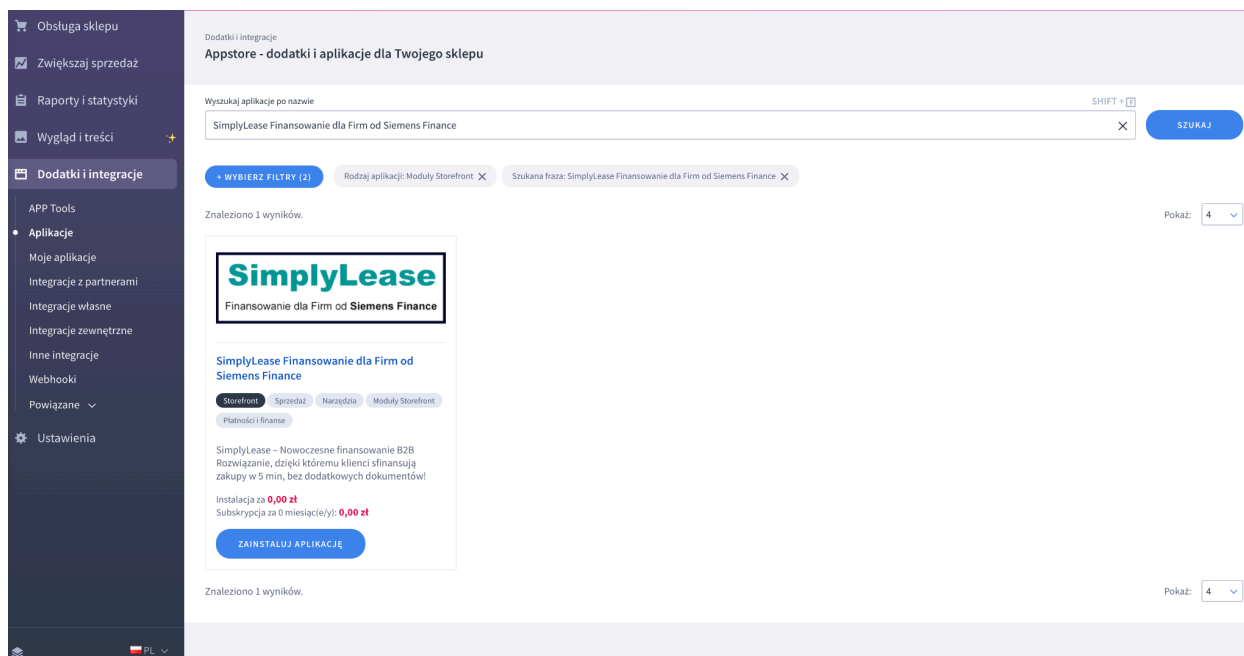 Obsługa sklepu
Zwiększaj sprzedaż
Raporty i statystyki
Wygląd i treści
Dodatki i integracje
APP Tools
Aplikacje
Moje aplikacje
Integracje z partnerami
Integracje własne
Integracje zewnętrzne
Inne integracje
Webhooki
Powiązane
Ustawienia
PL
Dodatki i integracje
Appstore - dodatki i aplikacje dla Twojego sklepu
Wyszukaj aplikacje po nazwie
SHIFT + F
SimplyLease Finansowanie dla Firm od Siemens Finance
SZUKAJ
+ WYBIERZ FILTRY (2)
Rodzaj aplikacji: Moduły Storefront
Szukana fraza: SimplyLease Finansowanie dla Firm od Siemens Finance
Znaleziono 1 wyników.
Pokaż: 4
SimplyLease
Finansowanie dla Firm od Siemens Finance
SimplyLease Finansowanie dla Firm od
Siemens Finance
Storefront Sprzedaż Narzędzia Moduły Storefront
Płatności i finanse
SimplyLease – Nowoczesne finansowanie B2B
Rozwiązanie, dzięki któremu klienci sfinansują
zakupy w 5 min, bez dodatkowych dokumentów!
Instalacja za 0,00 zł
Subskrypcja za 0 miesiąc(e/y): 0,00 zł
ZAINSTALUJ APLIKACJĘ
Znaleziono 1 wyników.
Pokaż: 4